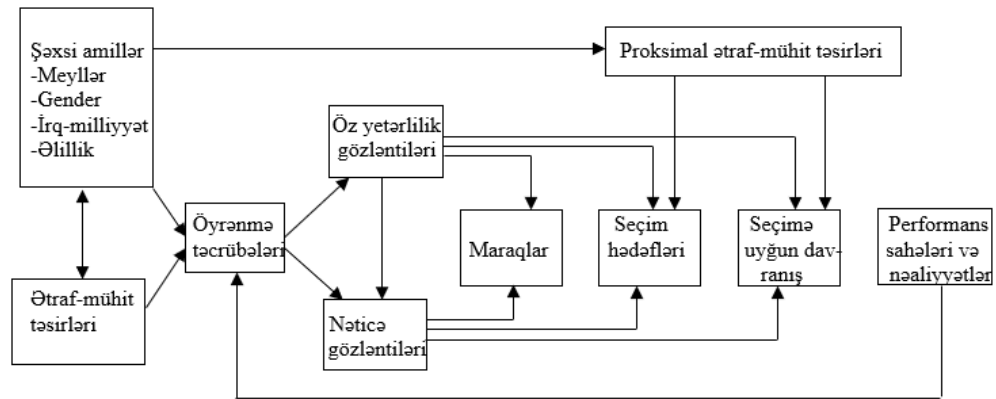 Şəxsi amillər
-Meyllər
-Gender
-İrq-milliyyət
-Əlillik
Proksimal ətraf-mühit təsirləri
Öz yetərlilik
gözləntiləri
Öyrənmə
təcrübələri
Maraqlar
Seçim
hədəfləri
Seçimə
uyğun dav-
ranış
Performans
sahələri və
nəaliyyətlər
Ətraf-mühit
təsirləri
Nəticə
gözləntiləri